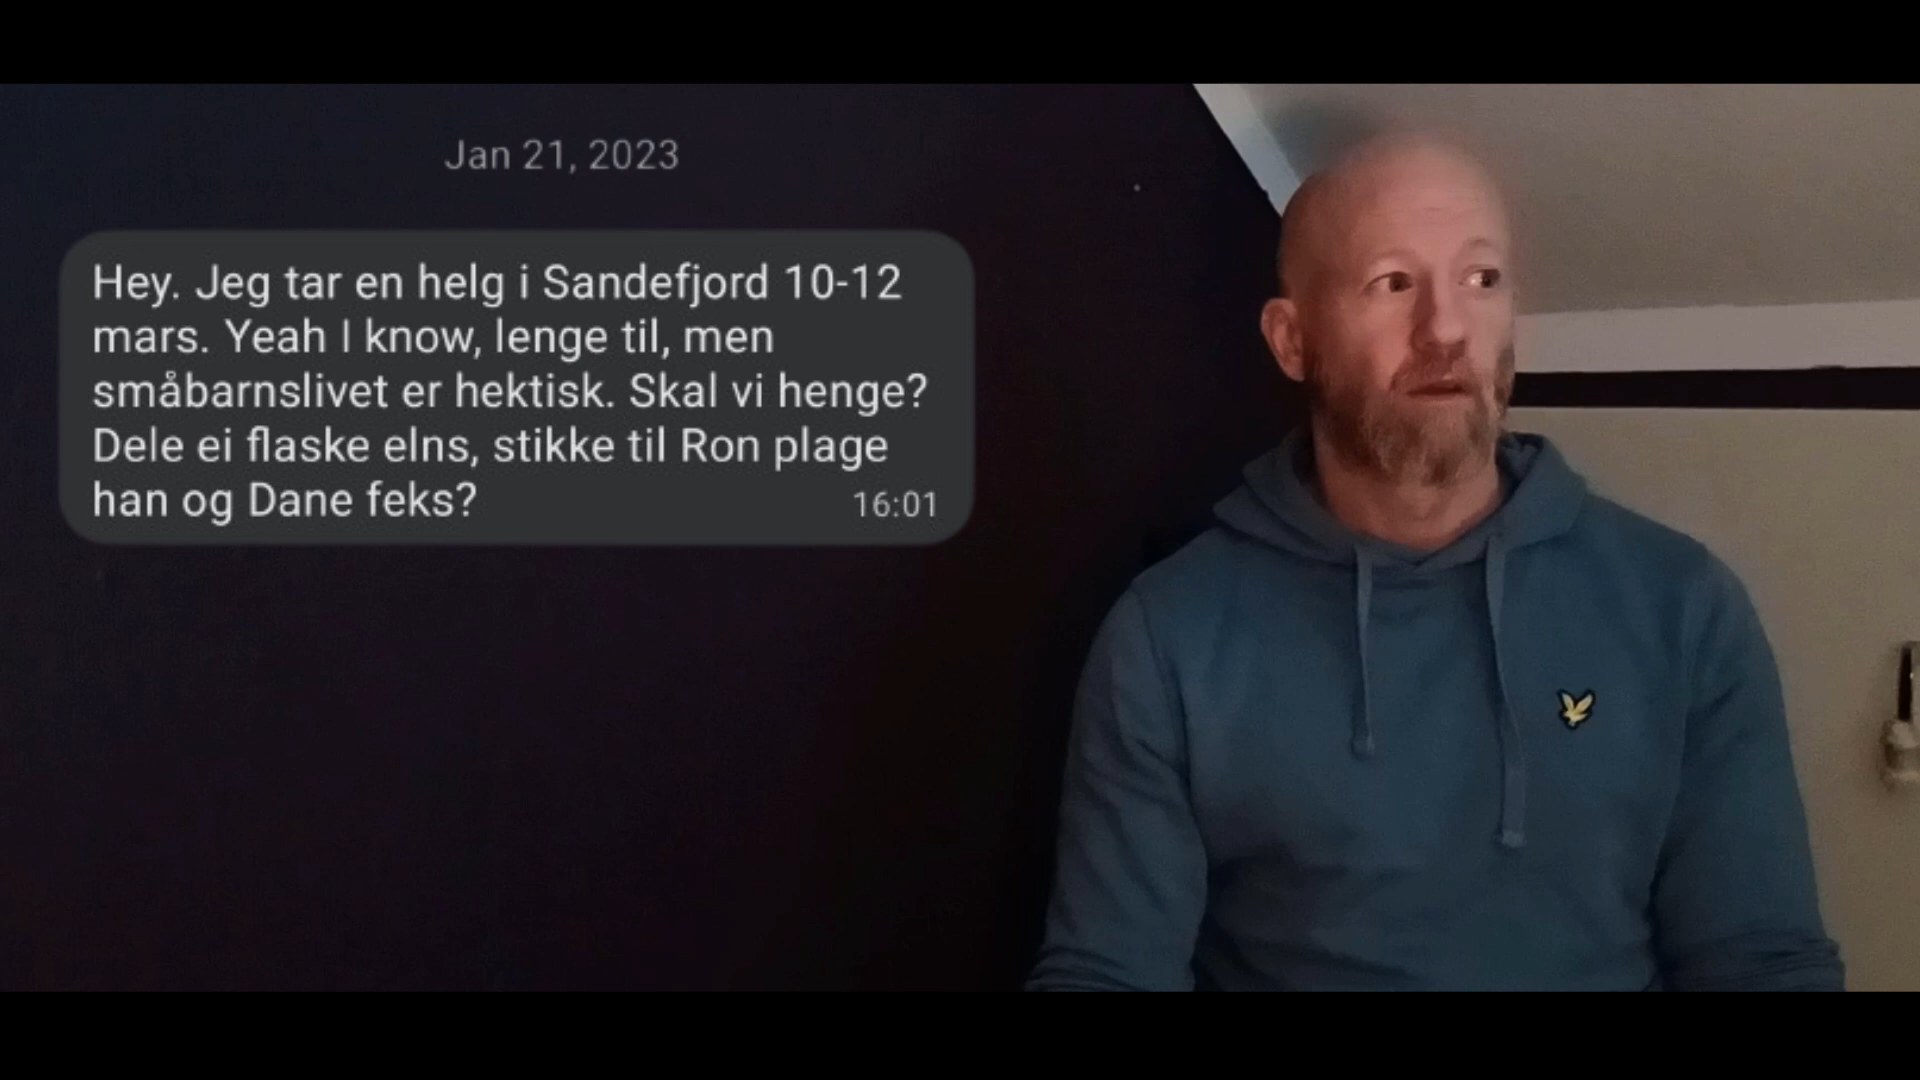 Jan 21, 2023
Hey. Jeg tar en helg i Sandefjord 10-12
mars. Yeah I know, lenge til, men
småbarnslivet er hektisk. Skal vi henge?
Dele ei flaske elns, stikke til Ron plage
han og Dane feks?
16:01